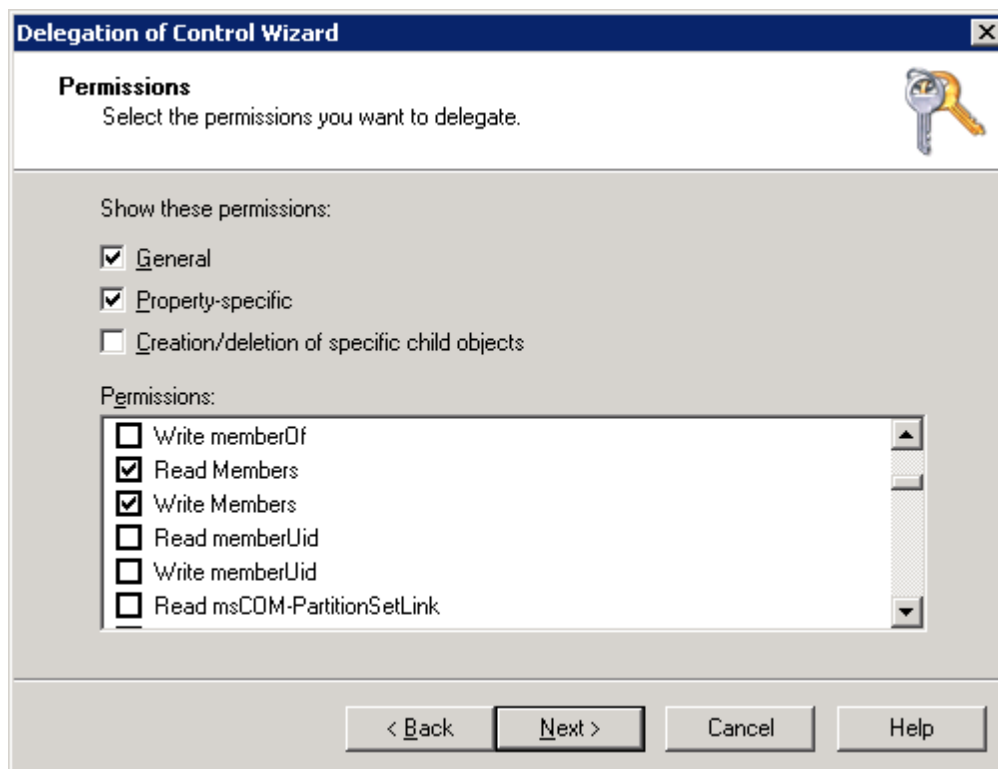 Delegation of Control Wizard
Permissions
Select the permissions you want to delegate.
Show these permissions:
General
Property-specific
Creation/deletion of specific child objects
Permissions:
Write memberOf
Read Members
Write Members
Read memberUid
Write memberUid
Read msCOM-PartitionSetLink
< Back
Next >
Cancel
Help